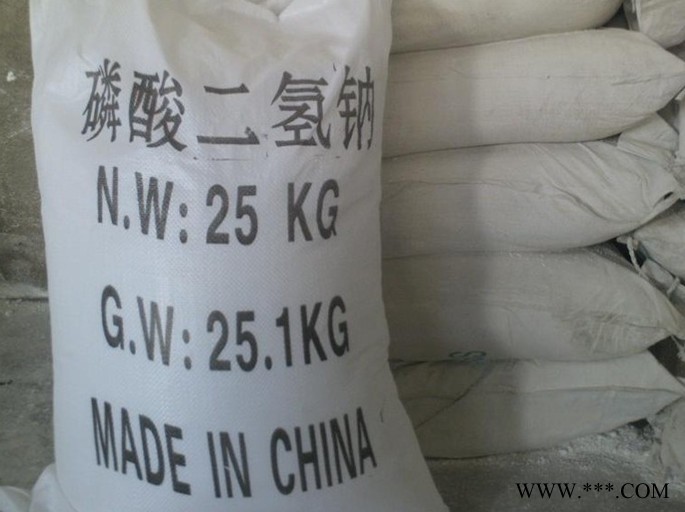 磷酸二氢钠
N.W: 25 KG
G.W: 25.1KG
MADE IN CHINA
WWW.***.COM